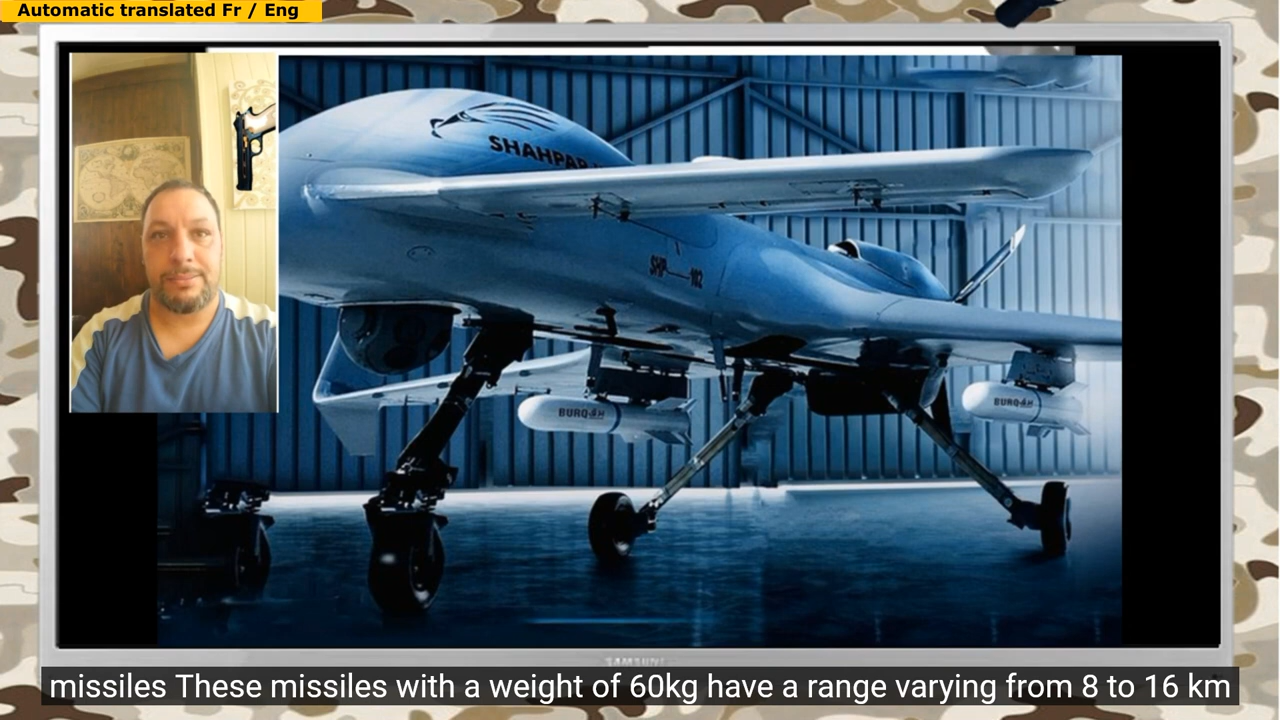 Automatic translated Fr / Eng
SHAHPAR
BURQ
BURQ
SAMSUNG
missiles These missiles with a weight of 60kg have a range varying from 8 to 16 km